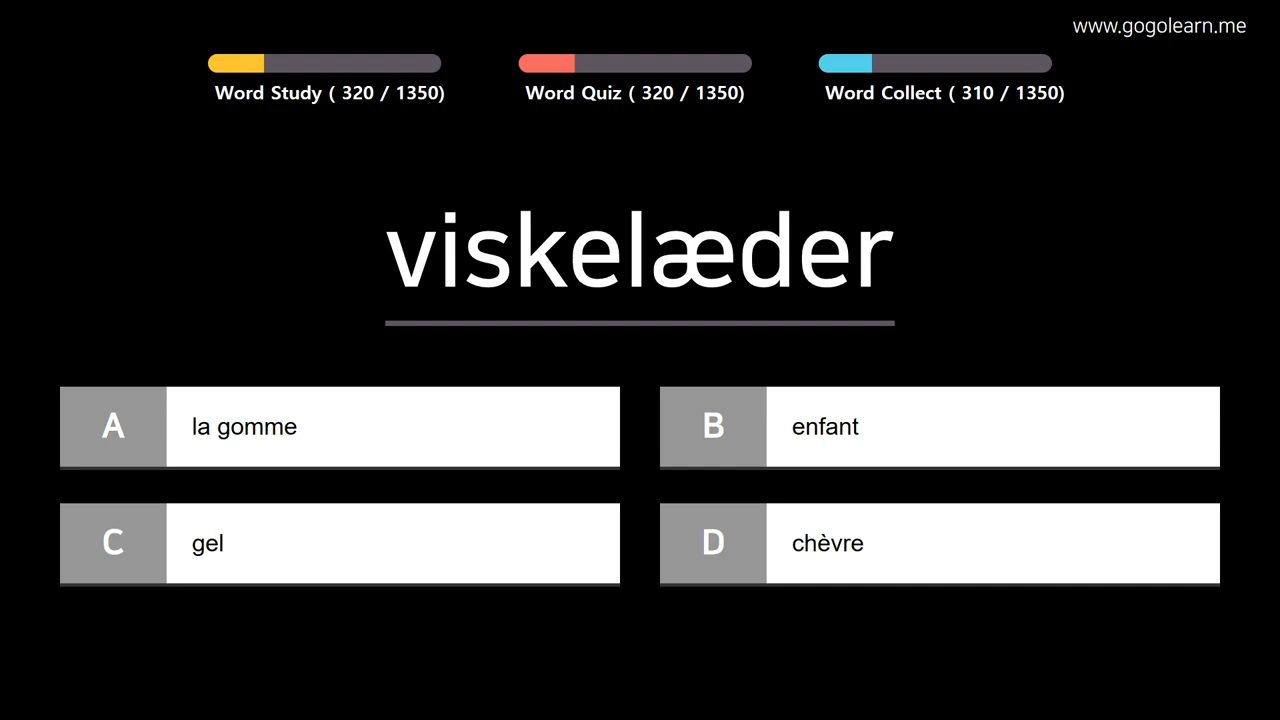 www.gogolearn.me
Word Study ( 320 / 1350)
Word Quiz ( 320 / 1350)
Word Collect ( 310 / 1350)
viskelæder
A la gomme
B enfant
C gel
D chèvre